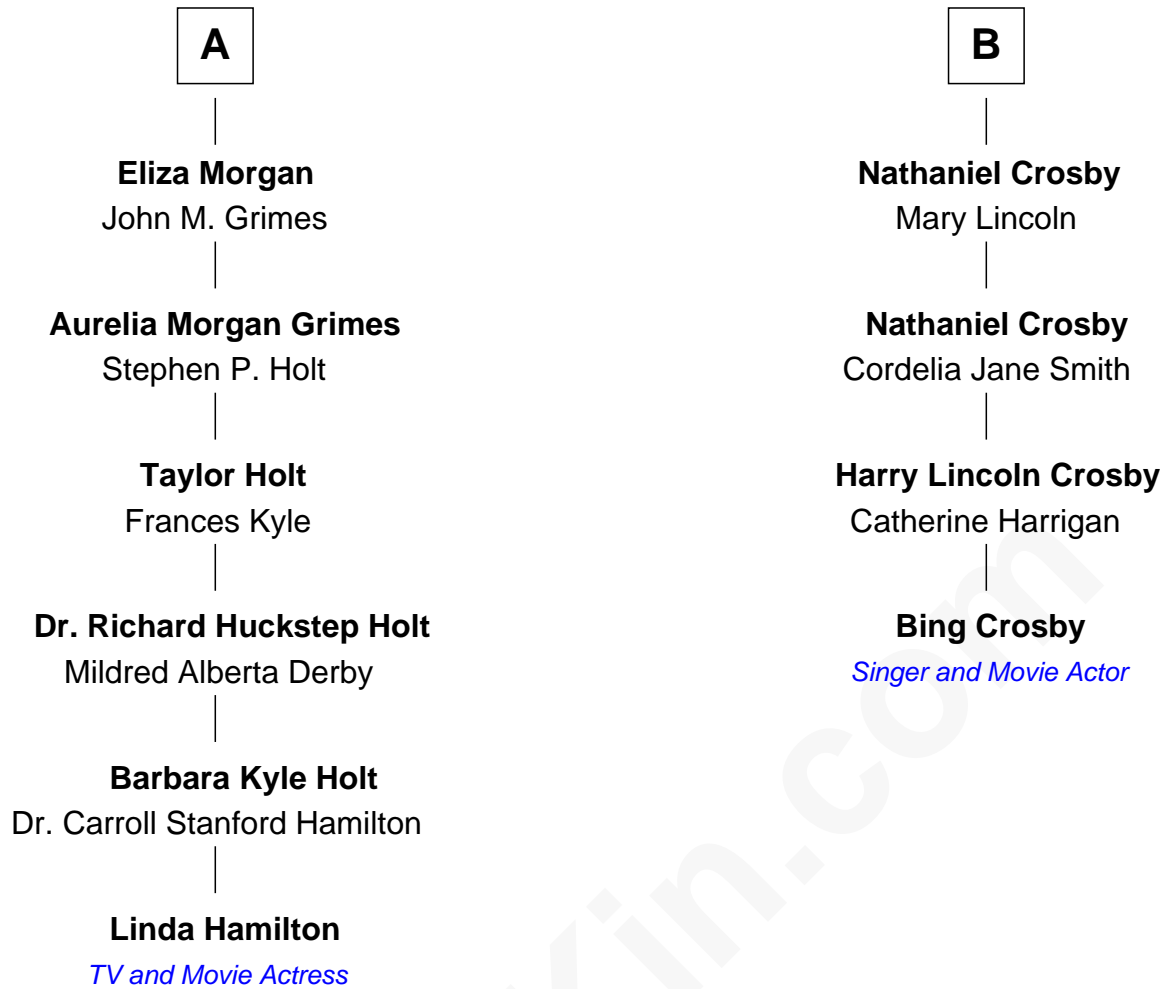 A
Eliza Morgan
John M. Grimes
Aurelia Morgan Grimes
Stephen P. Holt
Taylor Holt
Frances Kyle
Dr. Richard Huckstep Holt
Mildred Alberta Derby
Barbara Kyle Holt
Dr. Carroll Stanford Hamilton
Linda Hamilton
TV and Movie Actress
B
Nathaniel Crosby
Mary Lincoln
Nathaniel Crosby
Cordelia Jane Smith
Harry Lincoln Crosby
Catherine Harrigan
Bing Crosby
Singer and Movie Actor